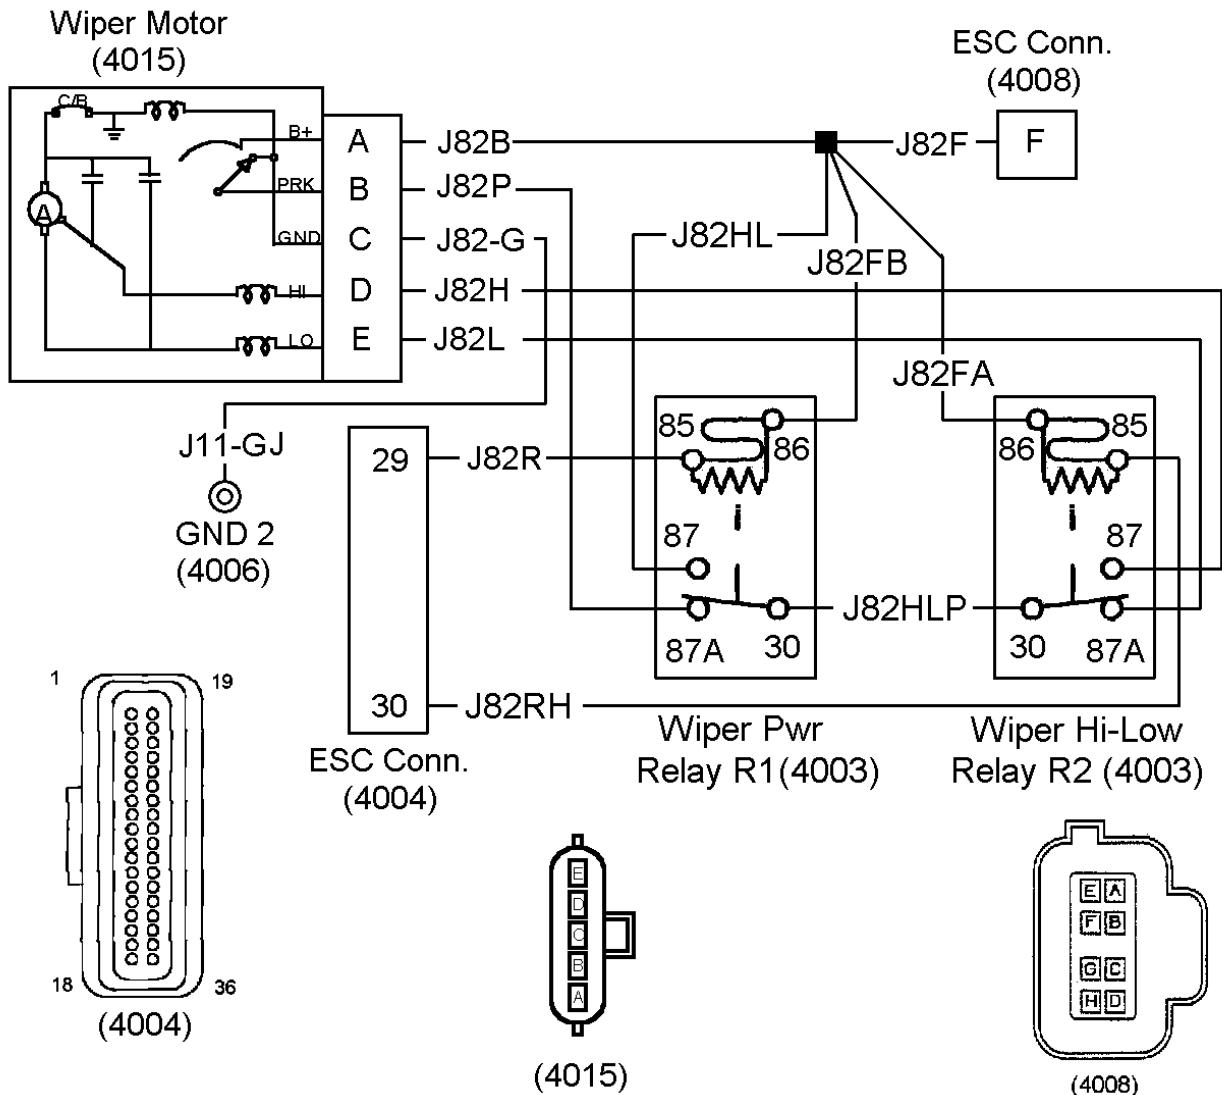 Wiper Motor
(4015)
ESC Conn.
(4008)
C/B
B+
A
J82B
J82F
F
PRK
B
J82P
A
GND
C
J82-G
J82HL
J82FB
HI
D
J82H
LO
E
J82L
J82FA
J11-GJ
GND 2
(4006)
29
J82R
85
86
86
85
87
87
J82HLP
87A
30
30
87A
30
J82RH
ESC Conn.
(4004)
Wiper Pwr
Relay R1(4003)
Wiper Hi-Low
Relay R2 (4003)
1
19
18
36
(4004)
E
D
C
B
A
(4015)
E A
F B
G C
H D
(4008)